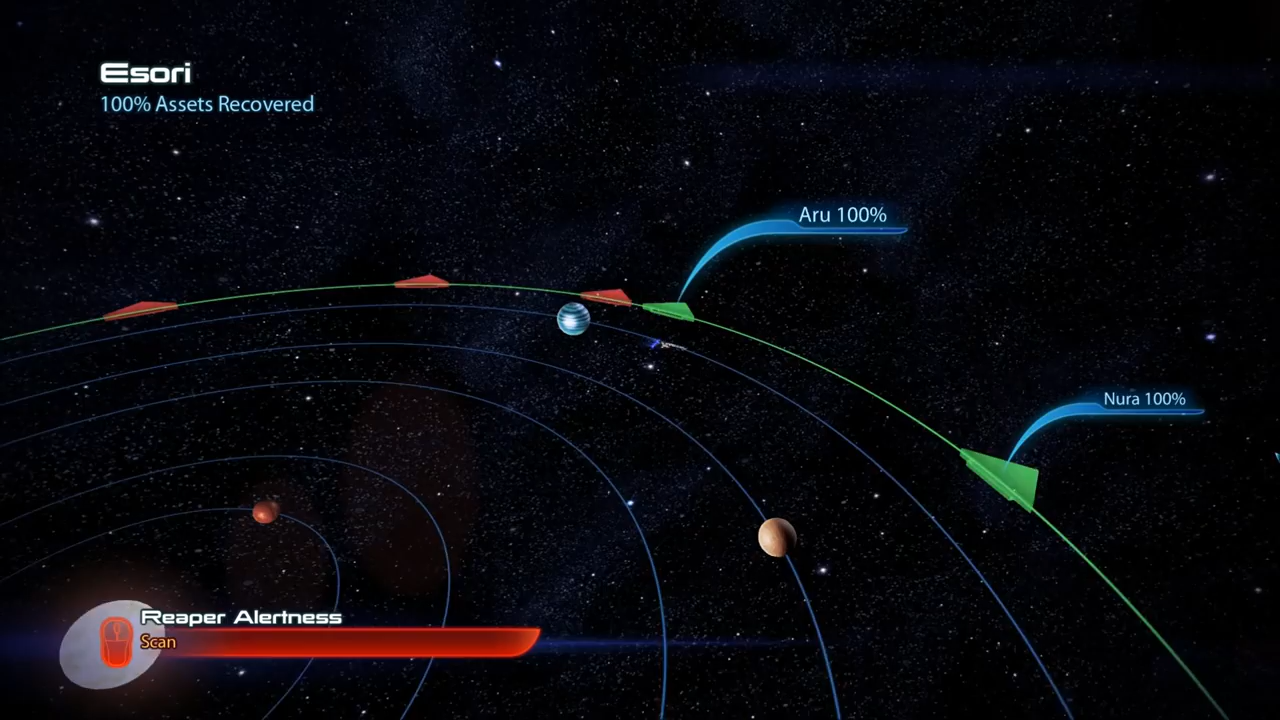 Esori
100% Assets Recovered
Aru 100%
Nura 100%
Reaper Alertness
Scan